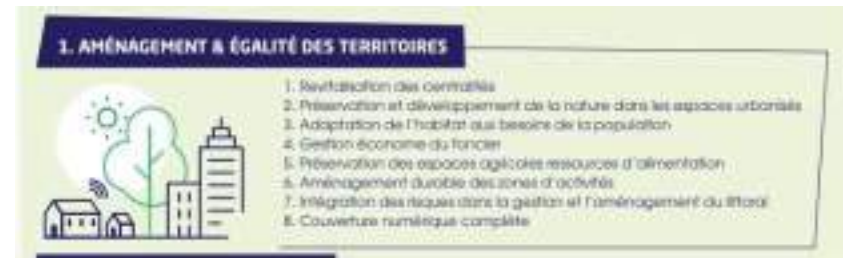 1. AMÉNAGEMENT & ÉGALITÉ DES TERRITOIRES
1. Revitalisation des centralités
2. Préservation et développement de la nature dans les espaces urbanisés
3. Adaptation de l'habitat aux besoins de la population
4. Gestion économe du foncier
5. Préservation des espaces agricoles ressources d'alimentation
6. Aménagement durable des zones d'activités
7. Intégration des risques dans la gestion et l'aménagement du littoral
8. Couverture numérique complète